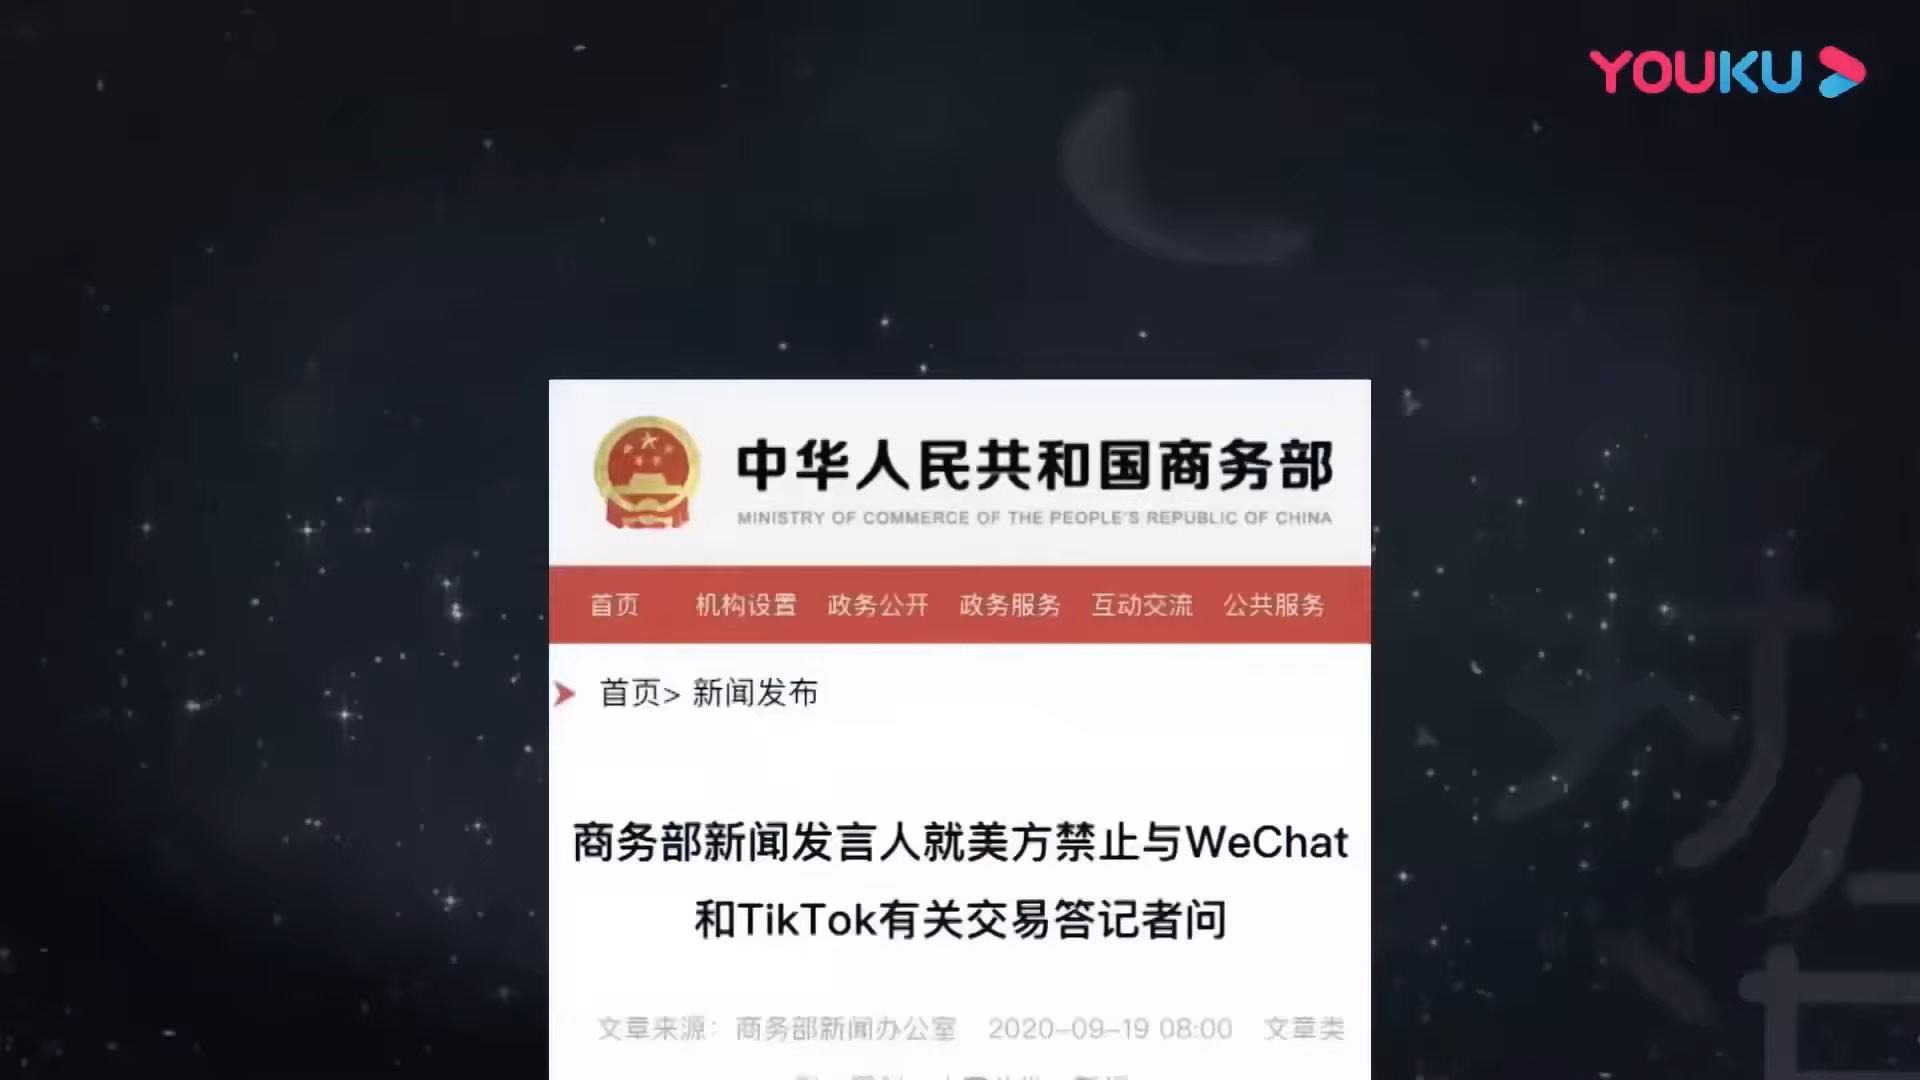 YOUKU
中华人民共和国商务部
MINISTRY OF COMMERCE OF THE PEOPLE'S REPUBLIC OF CHINA
首页 机构设置 政务公开 政务服务 互动交流 公共服务
首页> 新闻发布
商务部新闻发言人就美方禁止与WeChat
和TikTok有关交易答记者问
文章来源：商务部新闻办公室 2020-09-19 08:00 文章类